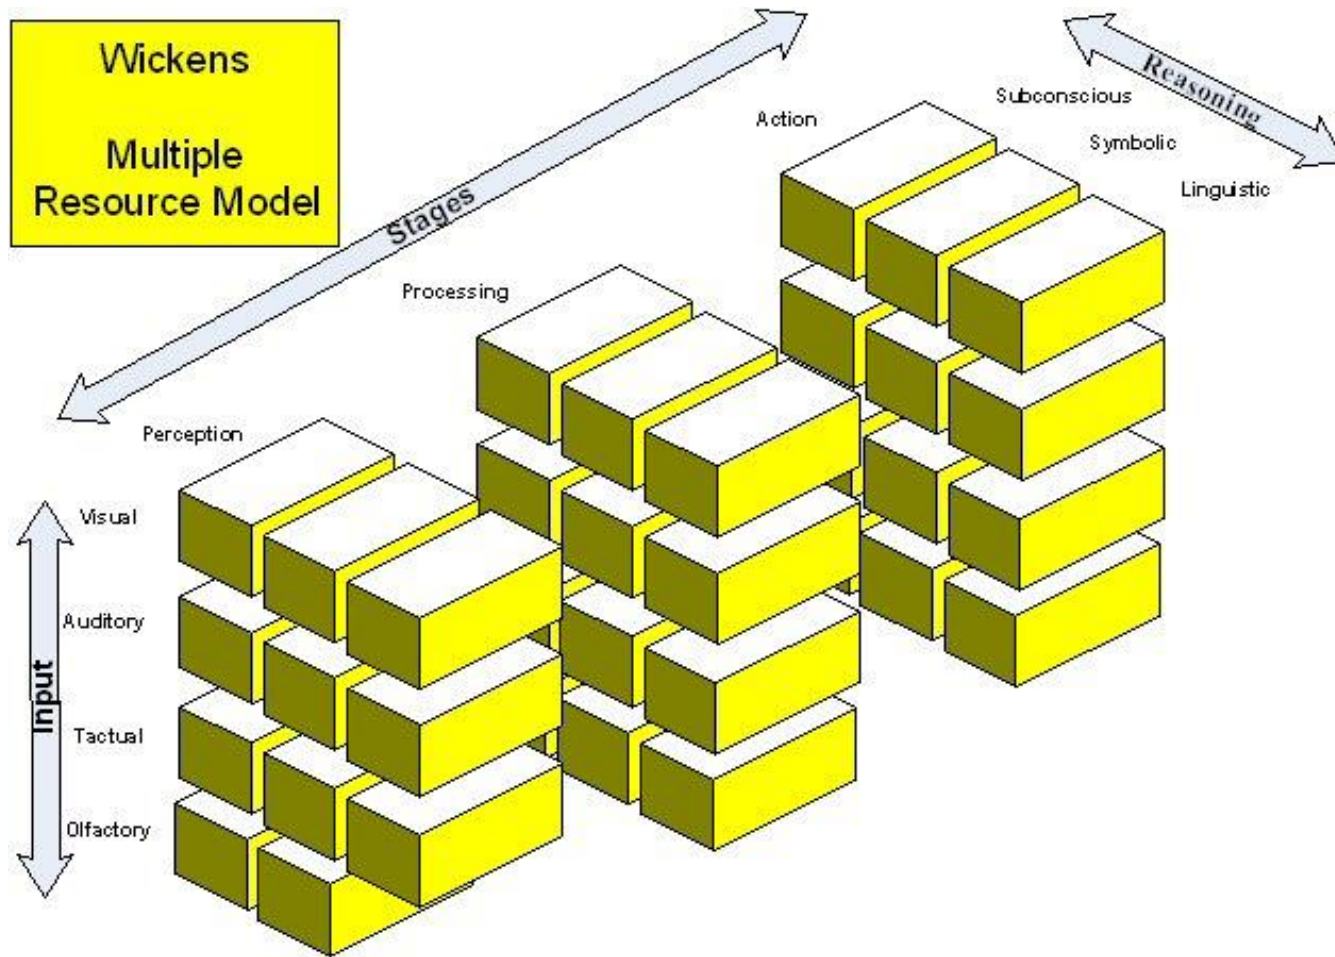 Wickens
Multiple
Resource Model
Stages
Reasoning
Subconscious
Action
Symbolic
Linguistic
Processing
Perception
Visual
Auditory
Input
Tactual
Olfactory